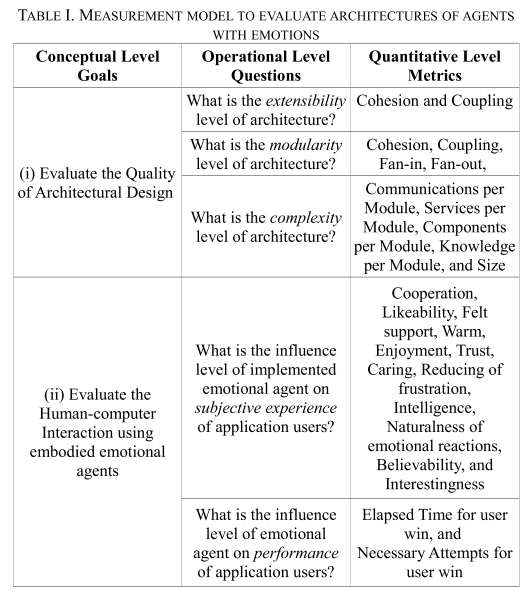 TABLE I. MEASUREMENT MODEL TO EVALUATE ARCHITECTURES OF AGENTS
WITH EMOTIONS
Conceptual Level
Goals
Operational Level
Questions
Quantitative Level
Metrics
(i) Evaluate the Quality
of Architectural Design
What is the extensibility
level of architecture?
Cohesion and Coupling
What is the modularity
level of architecture?
Cohesion, Coupling,
Fan-in, Fan-out,
What is the complexity
level of architecture?
Communications per
Module, Services per
Module, Components
per Module, Knowledge
per Module, and Size
(ii) Evaluate the
Human-computer
Interaction using
embodied emotional
agents
What is the influence
level of implemented
emotional agent on
subjective experience
of application users?
Cooperation,
Likeability, Felt
support, Warm,
Enjoyment, Trust,
Caring, Reducing of
frustration,
Intelligence,
Naturalness of
emotional reactions,
Believability, and
Interestingness
What is the influence
level of emotional
agent on performance
of application users?
Elapsed Time for user
win, and
Necessary Attempts for
user win